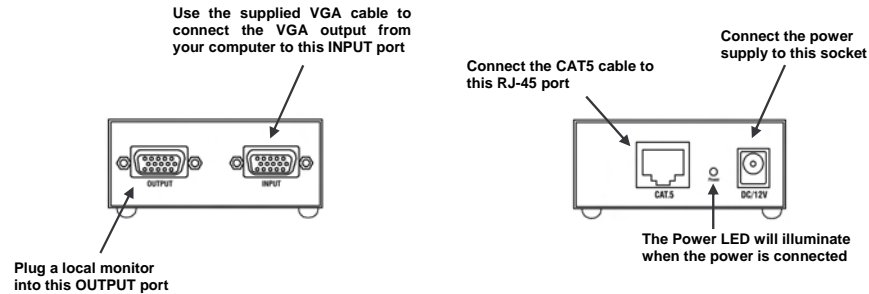 Use the supplied VGA cable to
connect the VGA output from
your computer to this INPUT port
OUTPUT
INPUT
Plug a local monitor
into this OUTPUT port
Connect the CAT5 cable to
this RJ-45 port
Connect the power
supply to this socket
CAT.5
Power
DC/12V
The Power LED will illuminate
when the power is connected